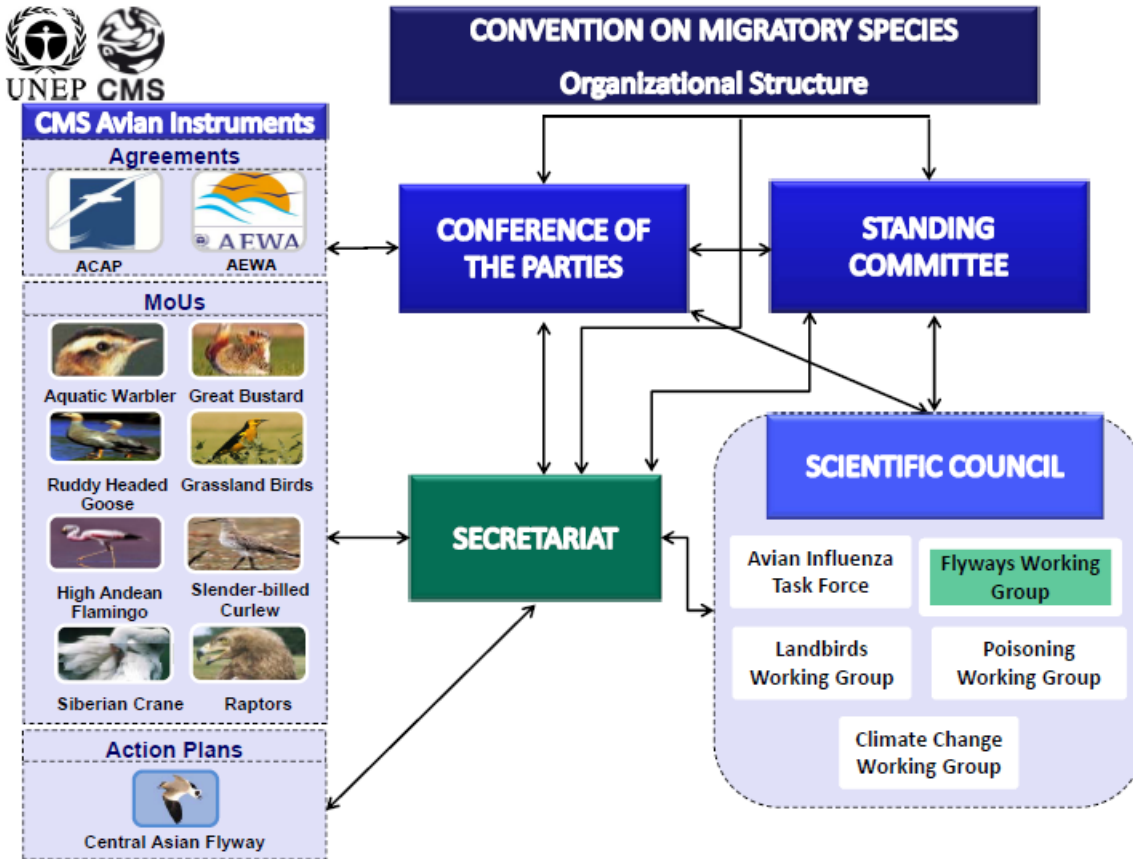 UNEP CMS
CONVENTION ON MIGRATORY SPECIES
Organizational Structure
CMS Avian Instruments
Agreements
AEWA
ACAP
AEWA
MoUs
Aquatic Warbler
Great Bustard
Ruddy Headed
Goose
Grassland Birds
High Andean
Flamingo
Slender-billed
Curlew
Siberian Crane
Raptors
Action Plans
Central Asian Flyway
CONFERENCE OF
THE PARTIES
STANDING
COMMITTEE
SECRETARIAT
SCIENTIFIC COUNCIL
Avian Influenza
Task Force
Flyways Working
Group
Landbirds
Working Group
Poisoning
Working Group
Climate Change
Working Group